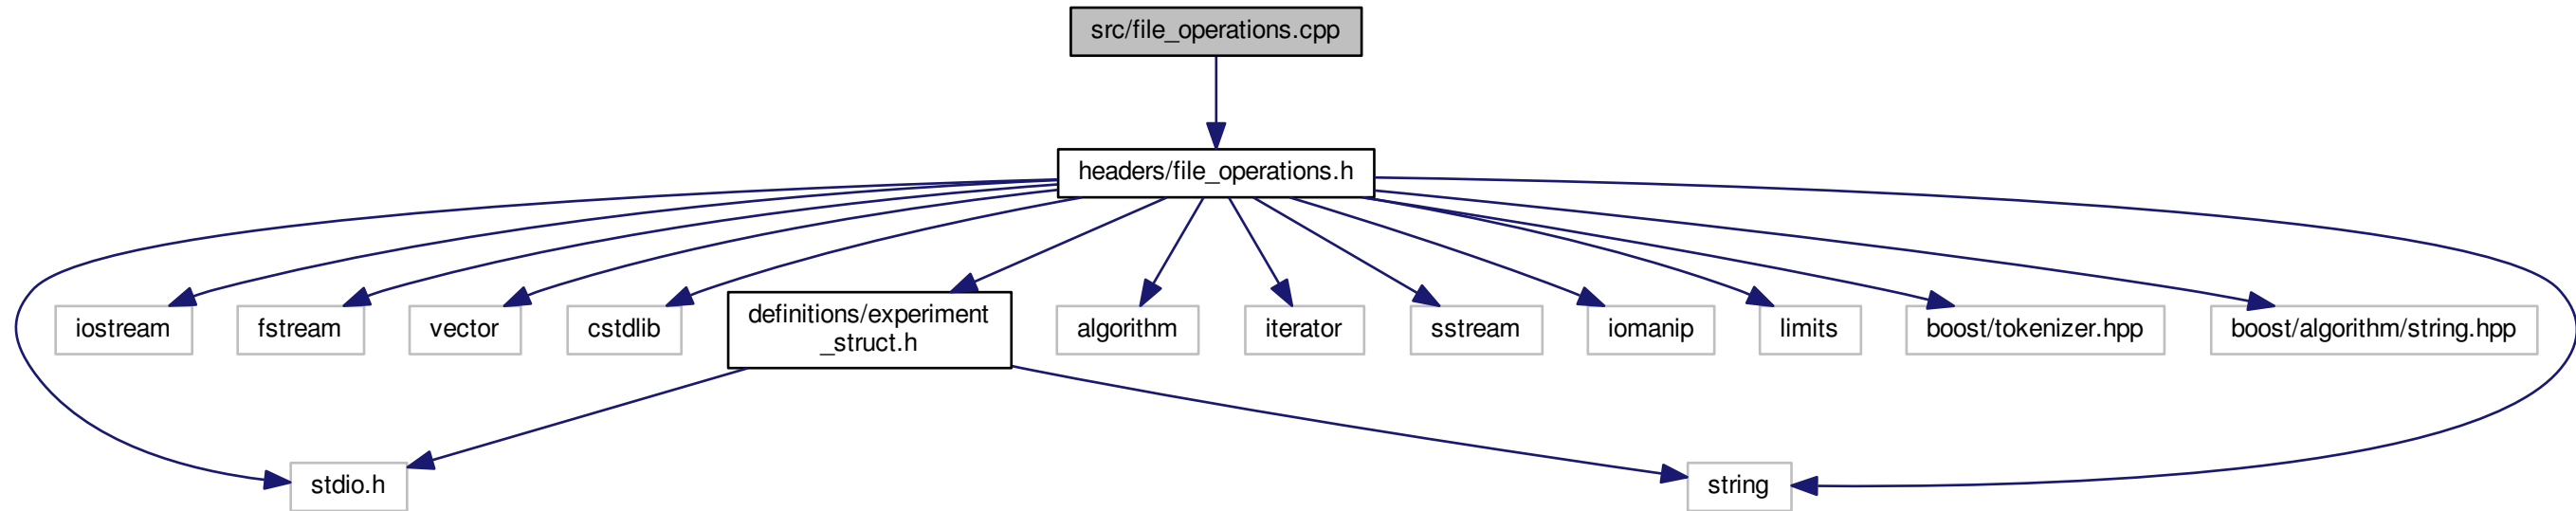 src/file_operations.cpp
headers/file_operations.h
iostream
fstream
vector
cstdlib
definitions/experiment
_struct.h
algorithm
iterator
sstream
iomanip
limits
boost/tokenizer.hpp
boost/algorithm/string.hpp
stdio.h
string